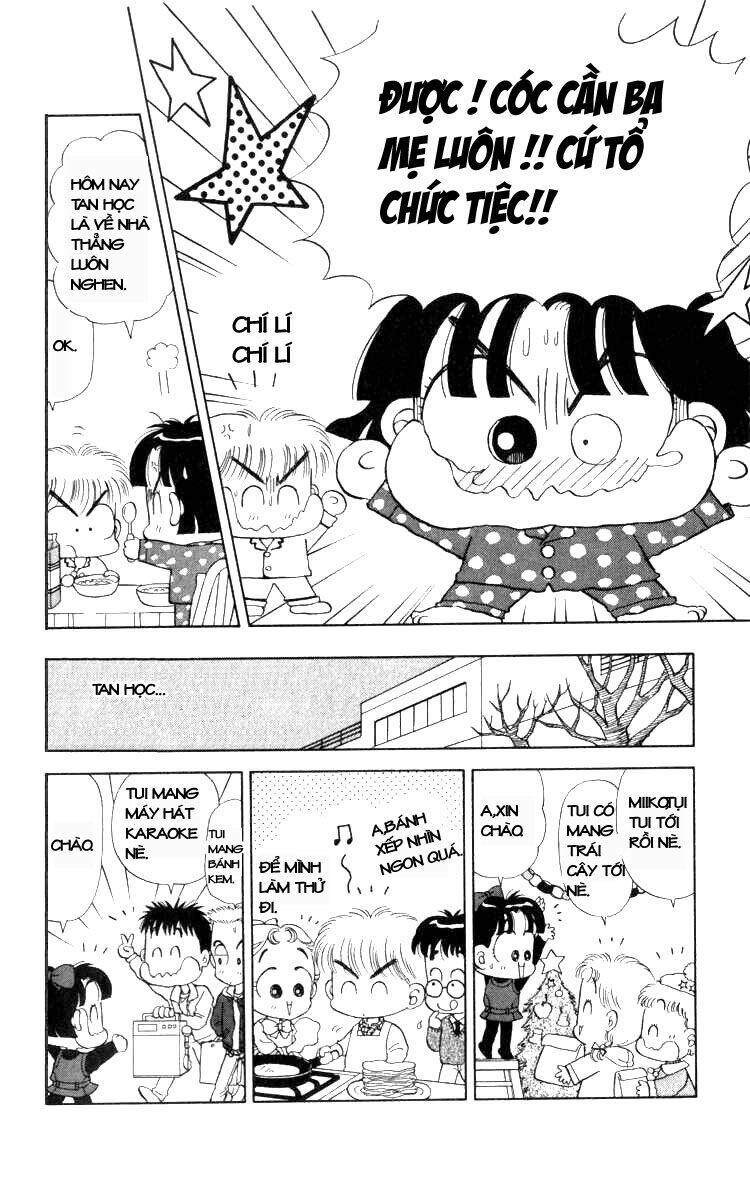 ĐƯỢC ! CÓC CẦN BA
MẸ LUÔN !! CỨ TỔ
CHỨC TIỆC!!
CHÍ LÍ
CHÍ LÍ
HÔM NAY
TAN HỌC
LÀ VỀ NHÀ
THẲNG
LUÔN
NGHEN.
OK.
TAN HỌC...
MIIKO,TỤI
TUI TỚI
RỒI NÈ.
TUI CÓ
MANG
TRÁI
CÂY TỚI
NÈ.
A,XIN
CHÀO.
A,BÁNH
XẾP NHÌN
NGON QUÁ.
ĐỂ MÌNH
LÀM THỬ
ĐI.
TUI
MANG
BÁNH
KEM.
TUI MANG
MÁY HÁT
KARAOKE
NÈ.
CHÀO.